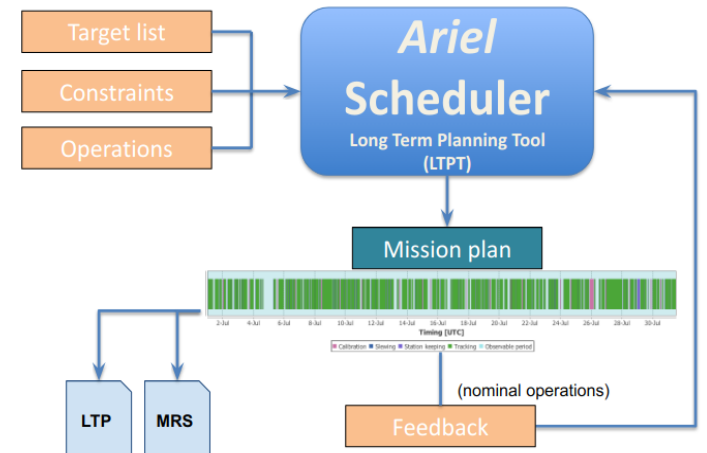 Target list
Constraints
Operations
Ariel
Scheduler
Long Term Planning Tool
(LTPT)
Mission plan
2-Jul 4-Jul 6-Jul 8-Jul 10-Jul 12-Jul 14-Jul 16-Jul 18-Jul 20-Jul 22-Jul 24-Jul 26-Jul 28-Jul 30-Jul
Timing [UTC]
Calibration Slewing Station keeping Tracking Observable period
(nominal operations)
LTP
MRS
Feedback